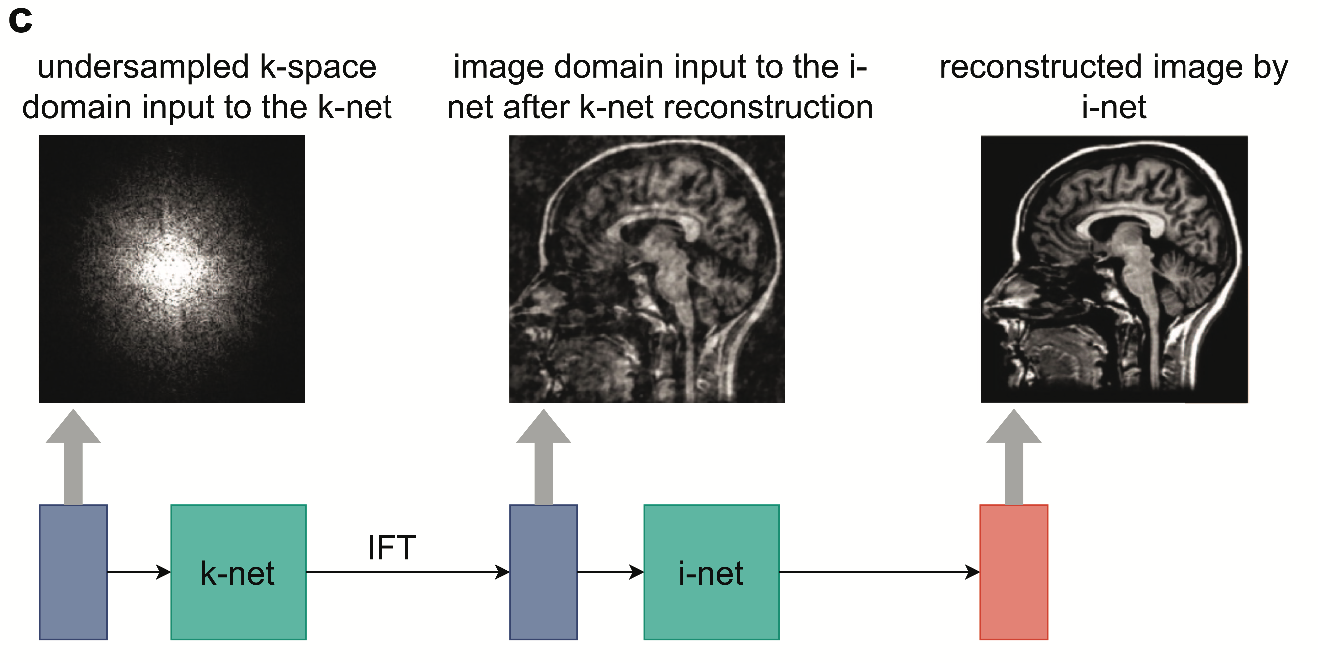 c
undersampled k-space
domain input to the k-net
image domain input to the i-
net after k-net reconstruction
reconstructed image by
i-net
k-net
IFT
i-net